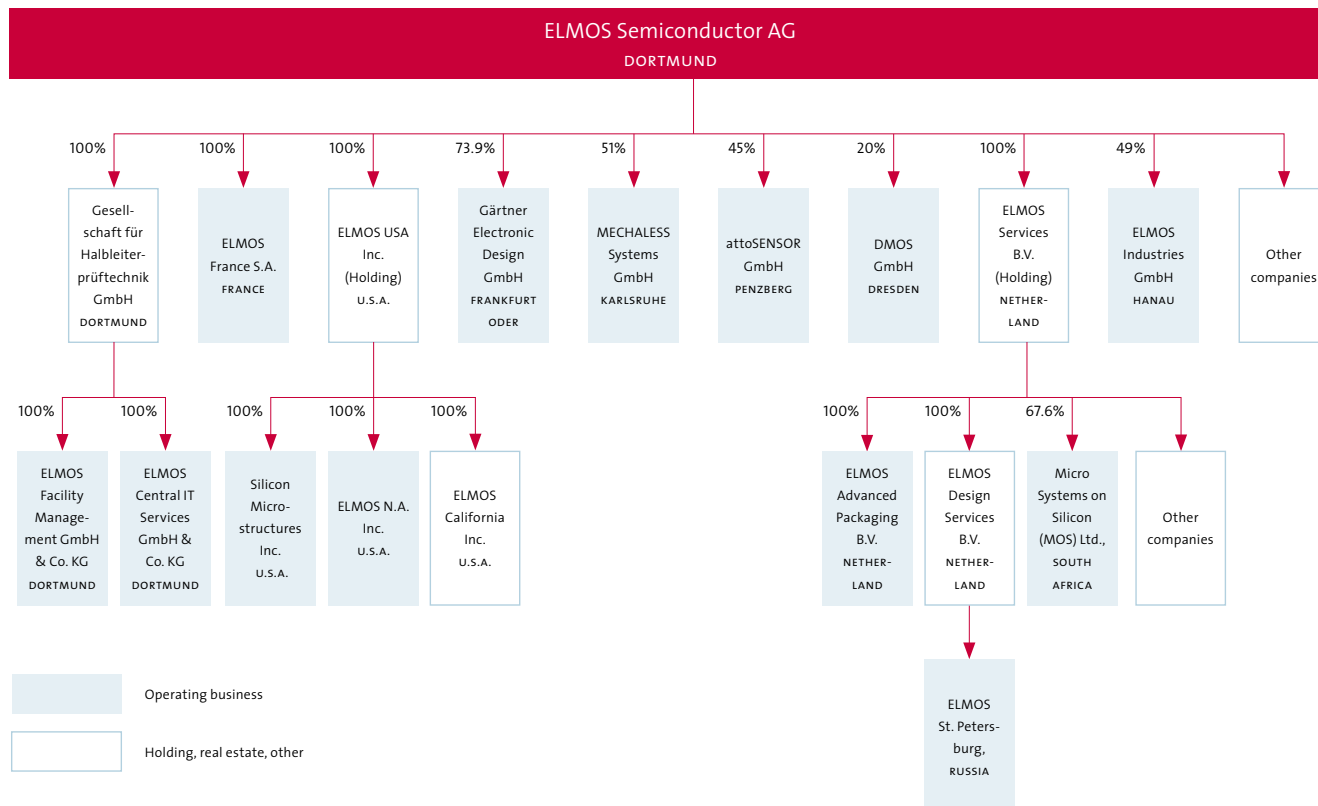 ELMOS Semiconductor AG
DORTMUND
100%
100%
100%
73.9%
51%
45%
20%
100%
49%
Gesell-
schaft für
Halbleiter-
prüftechnik
GmbH
DORTMUND
ELMOS
France S.A.
FRANCE
ELMOS USA
Inc.
(Holding)
U.S.A.
Gärtner
Electronic
Design
GmbH
FRANKFURT
ODER
MECHALESS
Systems
GmbH
KARLSRUHE
attoSENSOR
GmbH
PENZBERG
DMOS
GmbH
DRESDEN
ELMOS
Services
B.V.
(Holding)
NETHER-
LAND
ELMOS
Industries
GmbH
HANAU
Other
companies
100%
100%
100%
100%
100%
100%
100%
67.6%
ELMOS
Facility
Manage-
ment GmbH
& Co. KG
DORTMUND
ELMOS
Central IT
Services
GmbH &
Co. KG
DORTMUND
Silicon
Micro-
structures
Inc.
U.S.A.
ELMOS N.A.
Inc.
U.S.A.
ELMOS
California
Inc.
U.S.A.
ELMOS
Advanced
Packaging
B.V.
NETHER-
LAND
ELMOS
Design
Services
B.V.
NETHER-
LAND
Micro
Systems on
Silicon
(MOS) Ltd.,
SOUTH
AFRICA
Other
companies
ELMOS
St. Peters-
burg,
RUSSIA
Operating business
Holding, real estate, other